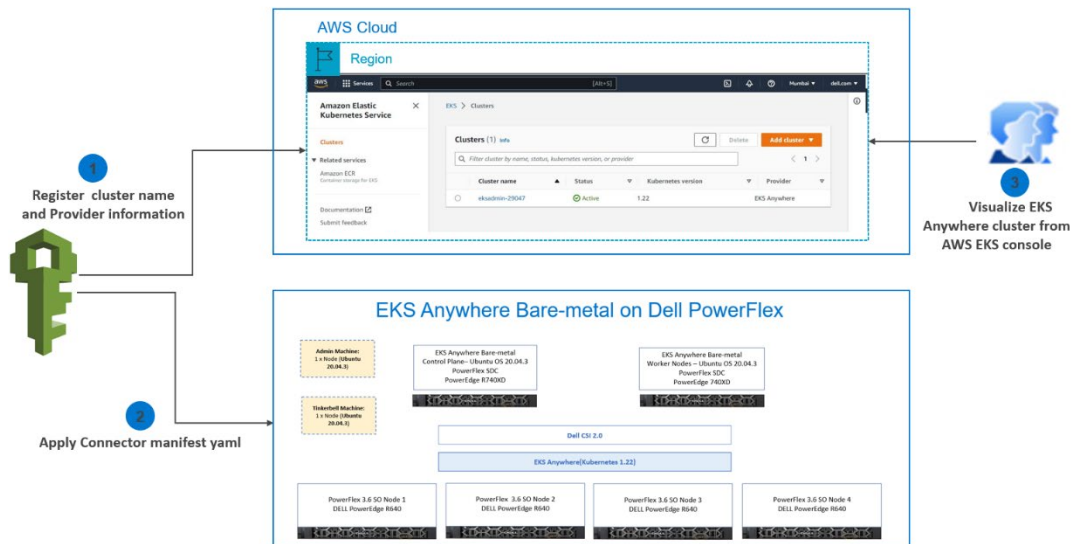 AWS Cloud
Region
aws Services Search [Alt+S] Mumbai dell.com
Amazon Elastic
Kubernetes Service
Clusters
Related services
Amazon ECR
Container storage for EKS
Documentation
Submit feedback
EKS > Clusters
Clusters (1) Info Delete Add cluster
Filter cluster by name, status, kubernetes version, or provider
< 1 >
Cluster name Status Kubernetes version Provider
eksadmin-29047 Active 1.22 EKS Anywhere
1
Register cluster name
and Provider information
3
Visualize EKS
Anywhere cluster from
AWS EKS console
2
Apply Connector manifest yaml
EKS Anywhere Bare-metal on Dell PowerFlex
Admin Machine:
1 x Node (Ubuntu
20.04.3)
Tinkerbell Machine:
1 x Node (Ubuntu
20.04.3)
EKS Anywhere Bare-metal
Control Plane– Ubuntu OS 20.04.3
PowerFlex SDC
PowerEdge R740XD
EKS Anywhere Bare-metal
Worker Nodes – Ubuntu OS 20.04.3
PowerFlex SDC
PowerEdge 740XD
Dell CSI 2.0
EKS Anywhere(Kubernetes 1.22)
PowerFlex 3.6 SO Node 1
DELL PowerEdge R640
PowerFlex 3.6 SO Node 2
DELL PowerEdge R640
PowerFlex 3.6 SO Node 3
DELL PowerEdge R640
PowerFlex 3.6 SO Node 4
DELL PowerEdge R640